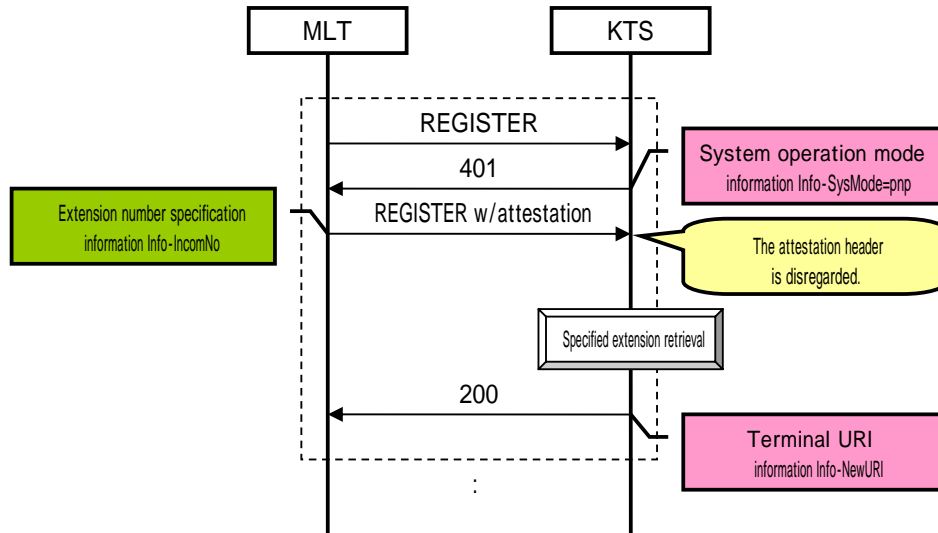 MLT
KTS
REGISTER
401
System operation mode
information Info-SysMode=pnp
Extension number specification
information Info-IncomNo
REGISTER w/attestation
The attestation header
is disregarded.
Specified extension retrieval
200
Terminal URI
information Info-NewURI
: